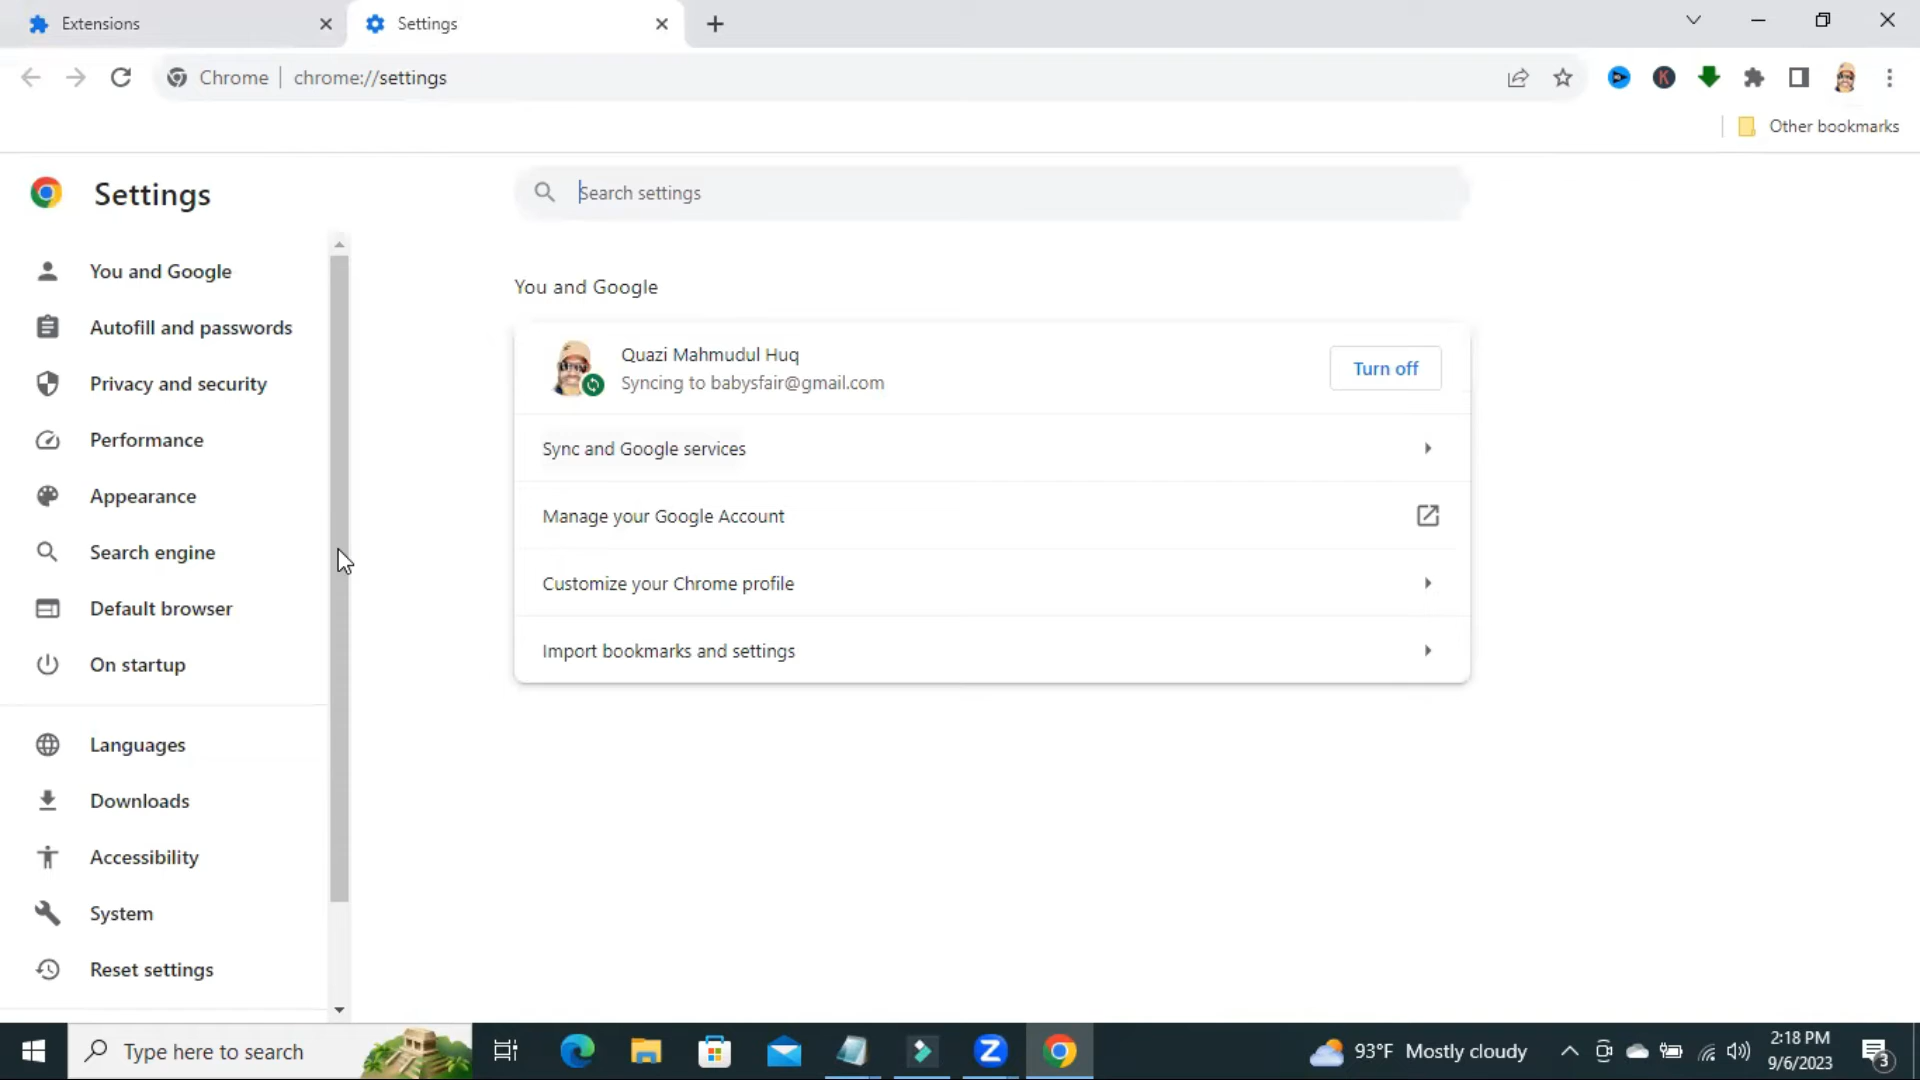 Extensions
Settings
Chrome
chrome://settings
K
Other bookmarks
Settings
Search settings
You and Google
Autofill and passwords
Privacy and security
Performance
Appearance
Search engine
Default browser
On startup
Languages
Downloads
Accessibility
System
Reset settings
You and Google
Quazi Mahmudul Huq
Syncing to babysfair@gmail.com
Turn off
Sync and Google services
Manage your Google Account
Customize your Chrome profile
Import bookmarks and settings
Type here to search
Z
93°F Mostly cloudy
2:18 PM
9/6/2023
3